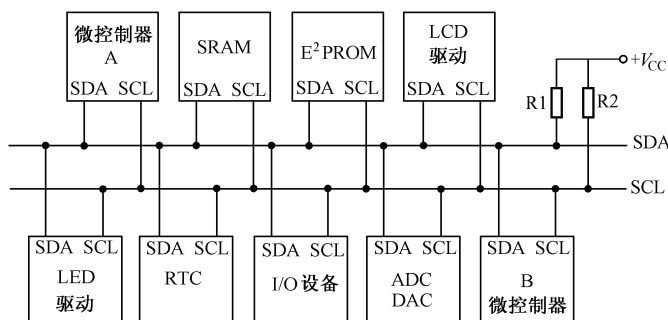 微控制器
A
SDA SCL
SRAM
SDA SCL
E²PROM
SDA SCL
LCD
驱动
SDA SCL
+VCC
R1
R2
SDA
SCL
SDA SCL
LED
驱动
SDA SCL
RTC
SDA SCL
I/O 设备
SDA SCL
ADC
DAC
SDA SCL
B
微控制器